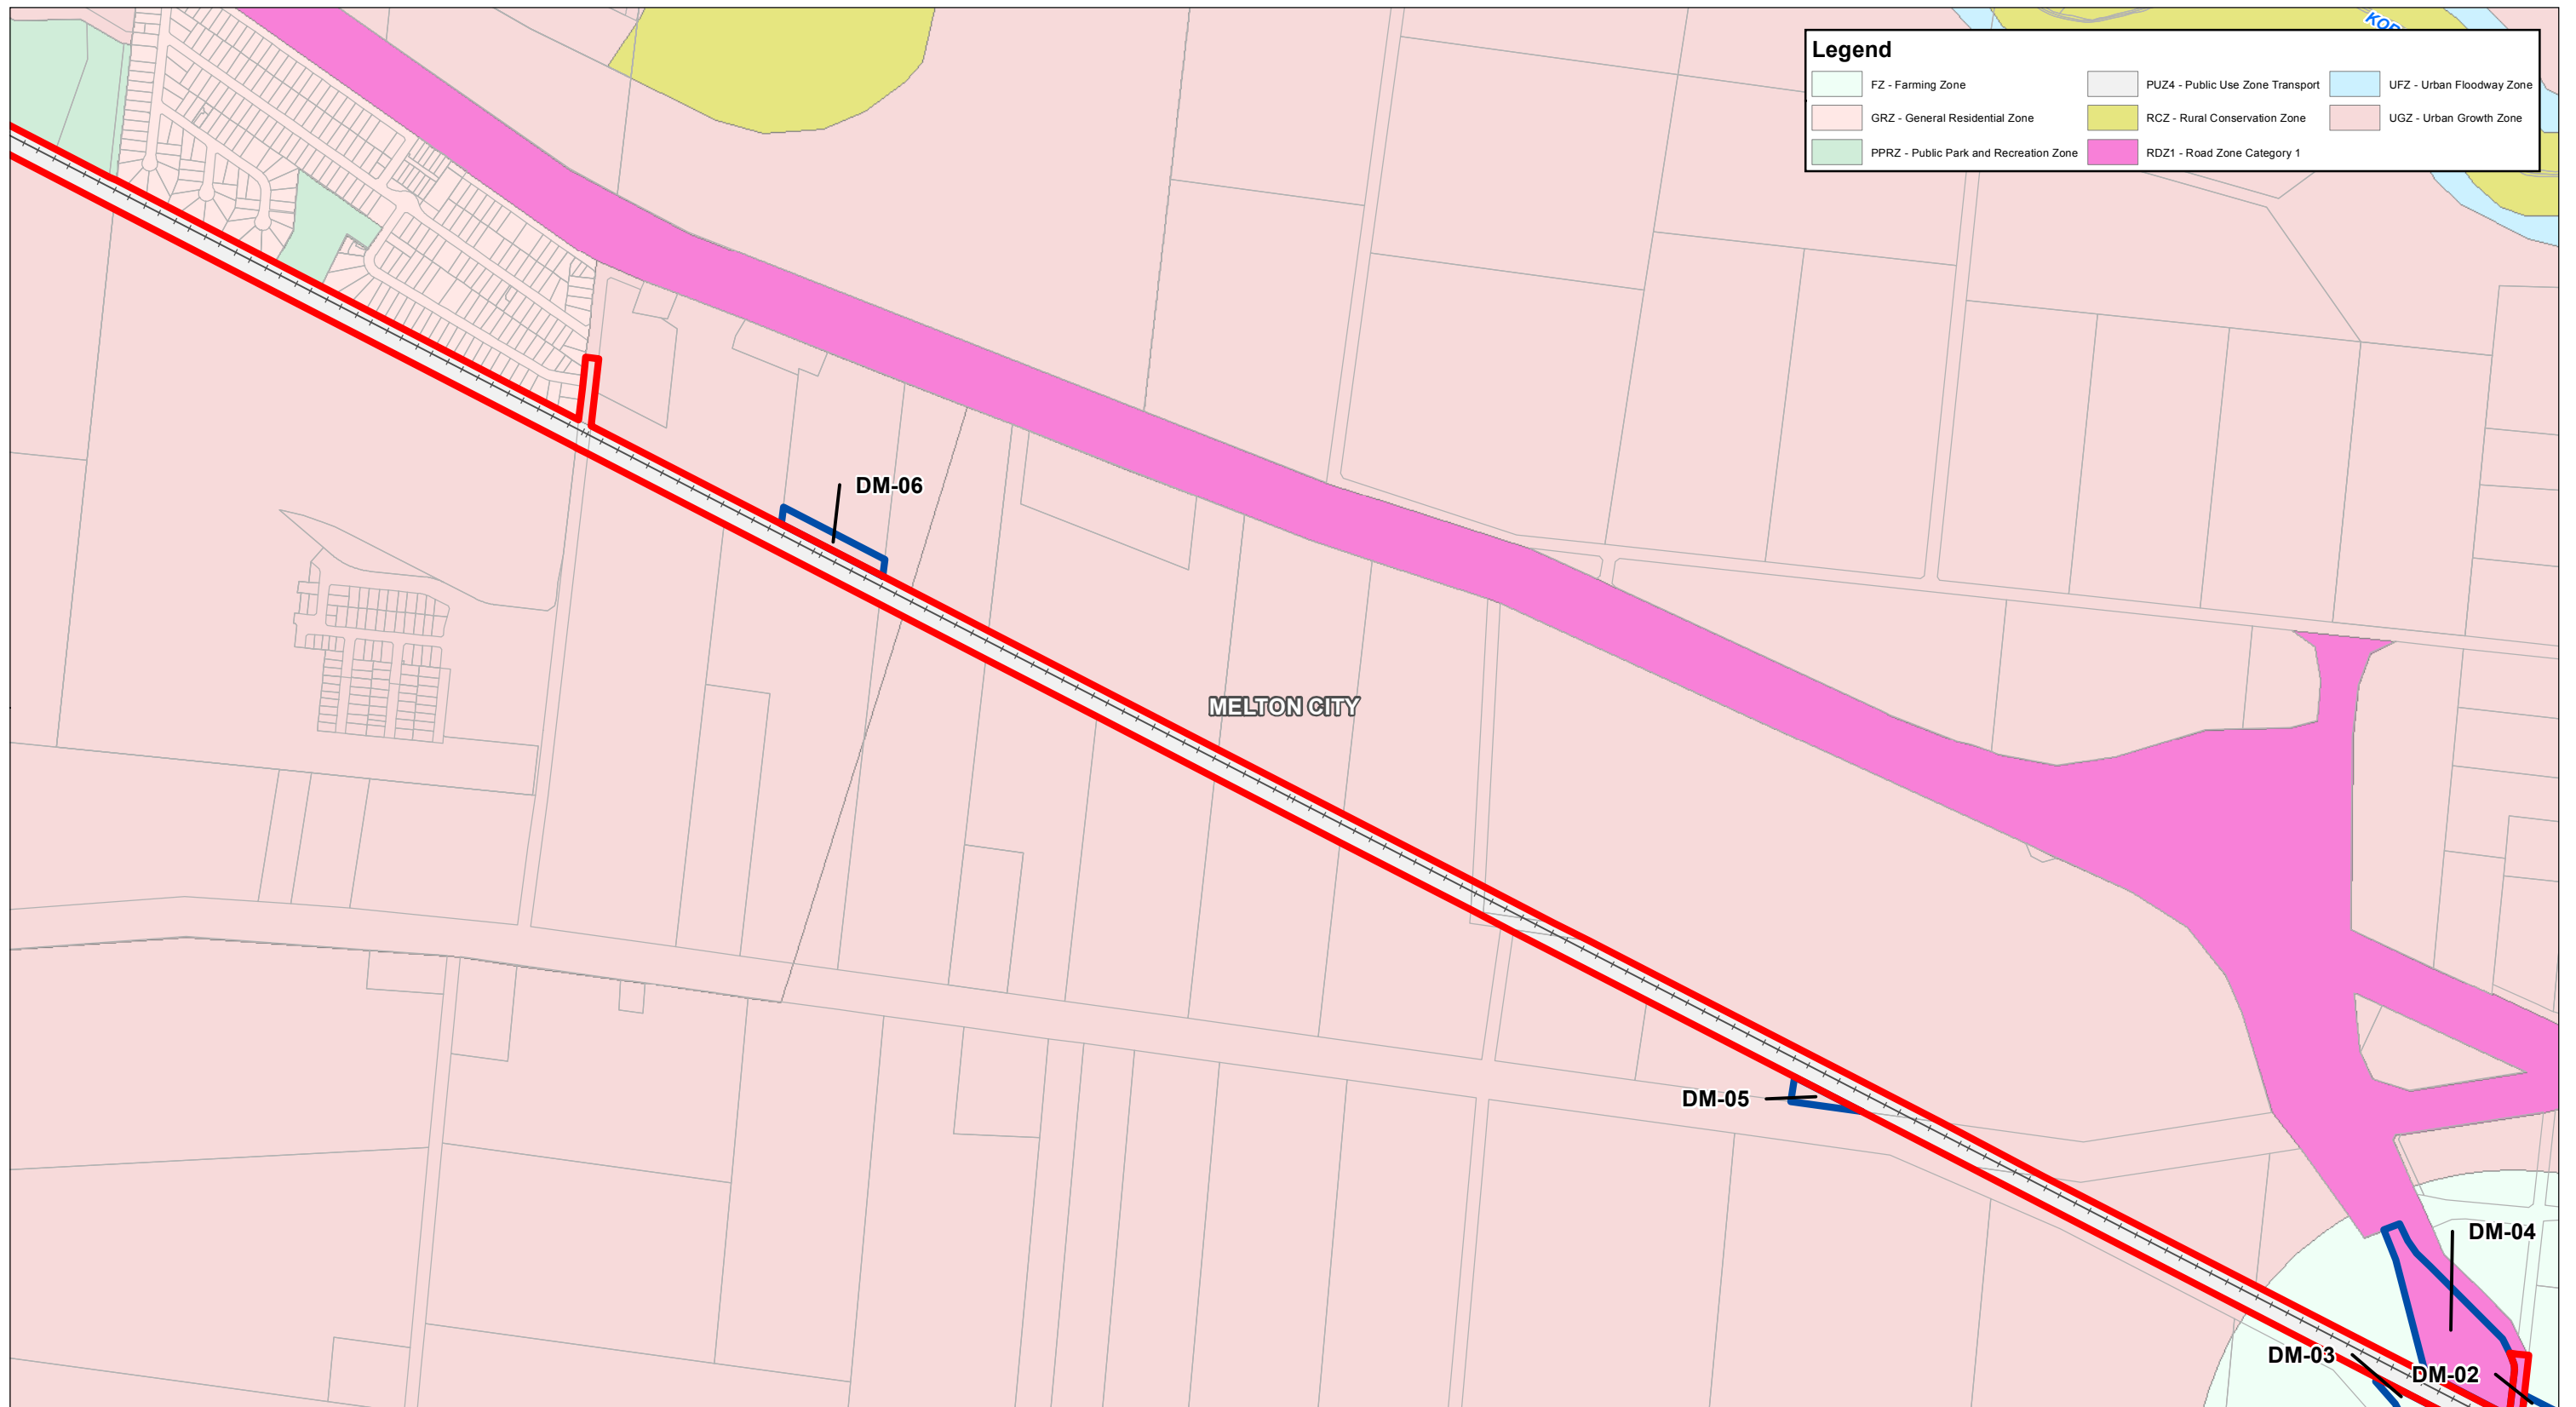 Legend
FZ - Farming Zone
GRZ - General Residential Zone
PPRZ - Public Park and Recreation Zone
PUZ4 - Public Use Zone Transport
RCZ - Rural Conservation Zone
RDZ1 - Road Zone Category 1
UFZ - Urban Floodway Zone
UGZ - Urban Growth Zone
DM-06
MELTON CITY
DM-05
DM-04
DM-03
DM-02